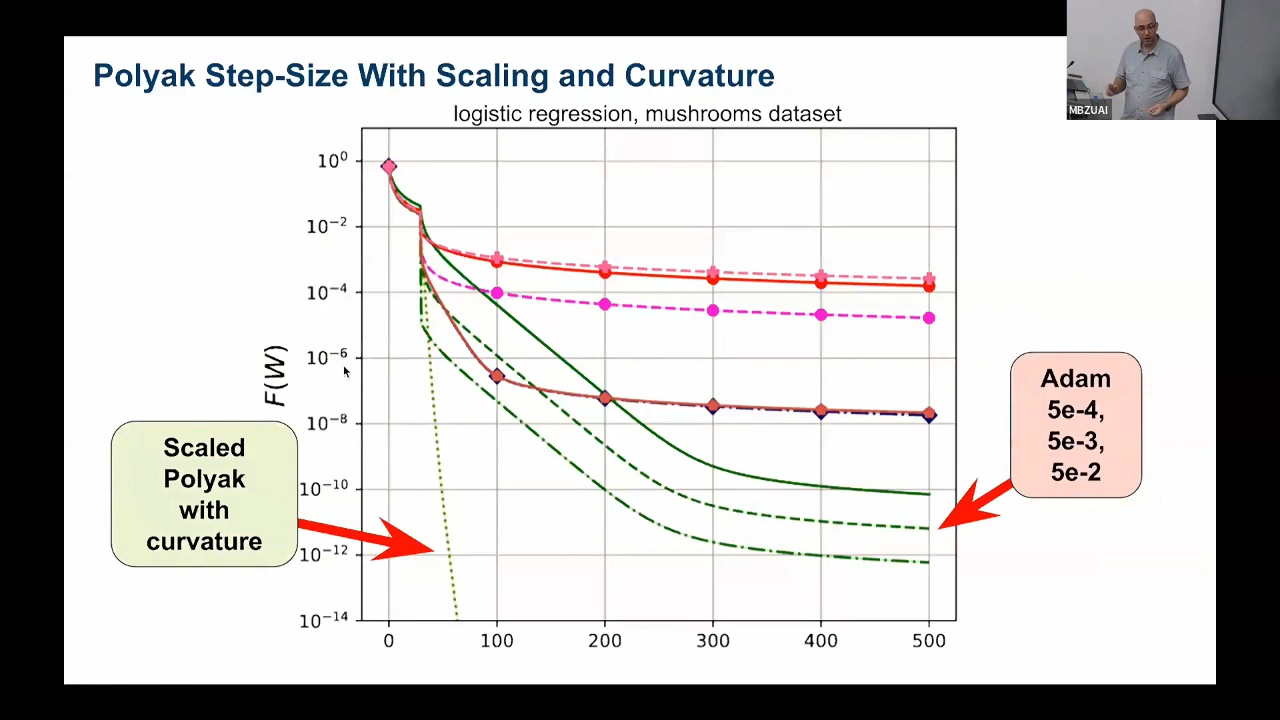 Polyak Step-Size With Scaling and Curvature
MBZUAI
logistic regression, mushrooms dataset
10⁰
10⁻²
10⁻⁴
10⁻⁶
10⁻⁸
10⁻¹⁰
10⁻¹²
10⁻¹⁴
F(W)
0 100 200 300 400 500
Scaled
Polyak
with
curvature
Adam
5e-4,
5e-3,
5e-2